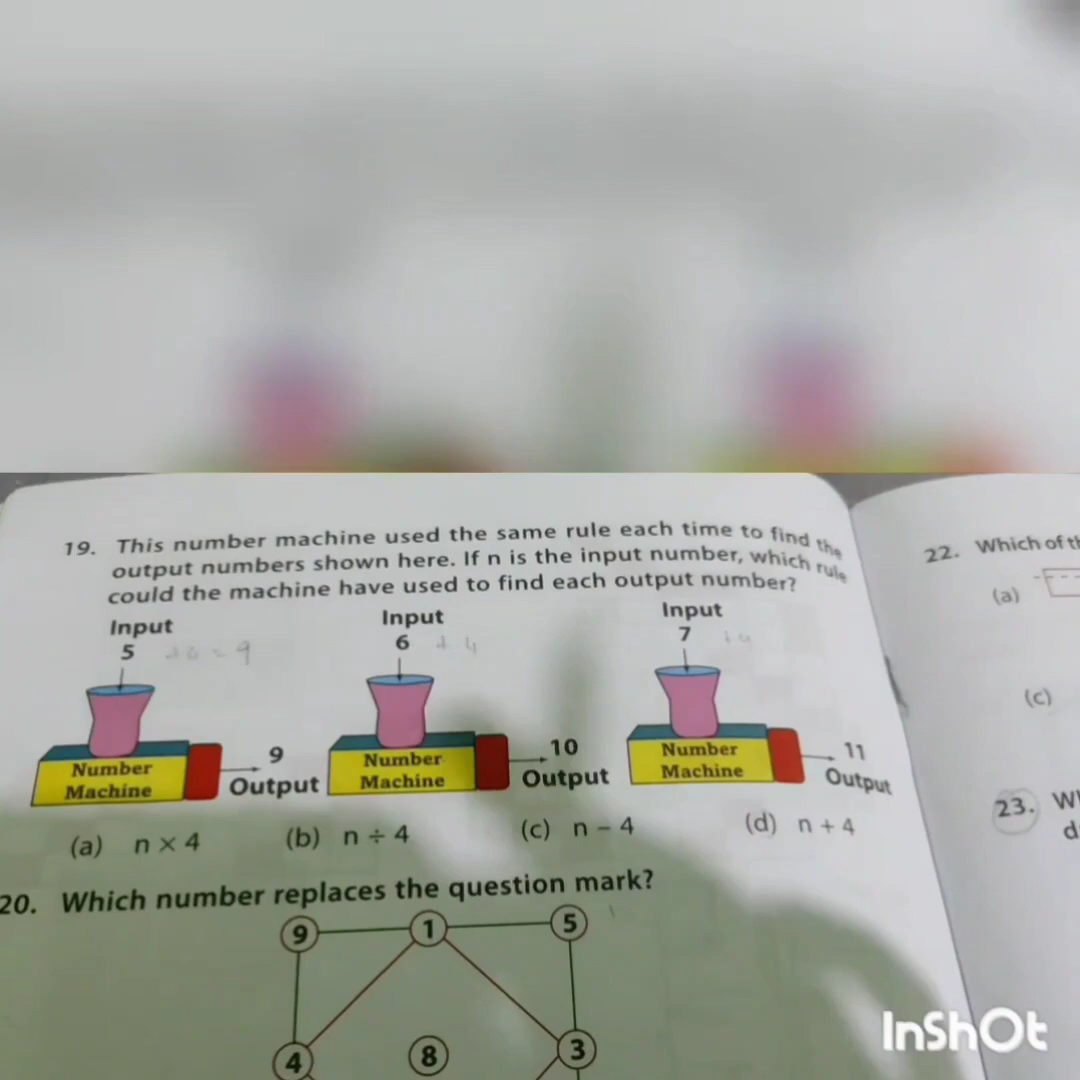 19. This number machine used the same rule each time to find the
output numbers shown here. If n is the input number, which rule
could the machine have used to find each output number?
Input Input Input
5 = 9 6 + 4 7
9 10 11
Number Machine Output Number Machine Output Number Machine Output
(a) n × 4 (b) n ÷ 4 (c) n – 4 (d) n + 4
20. Which number replaces the question mark?
9 1 5
4 8 3
22. Which of
(a)
(c)
23.
InShOt